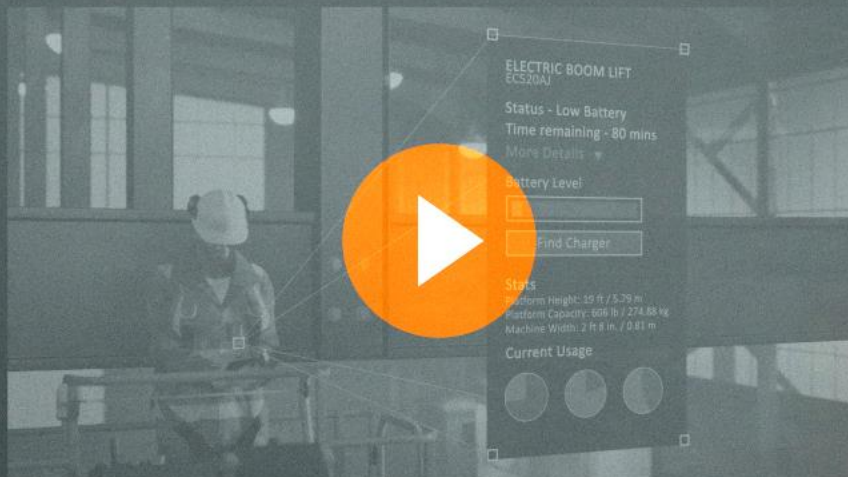 ELECTRIC BOOM LIFT
ECS20AJ
Status - Low Battery
Time remaining - 80 mins
More Details
Battery Level
Find Charger
Stats
Platform Height: 19 ft / 5.79 m
Platform Capacity: 606 lb / 274.88 kg
Machine Width: 2 ft 8 in. / 0.81 m
Current Usage